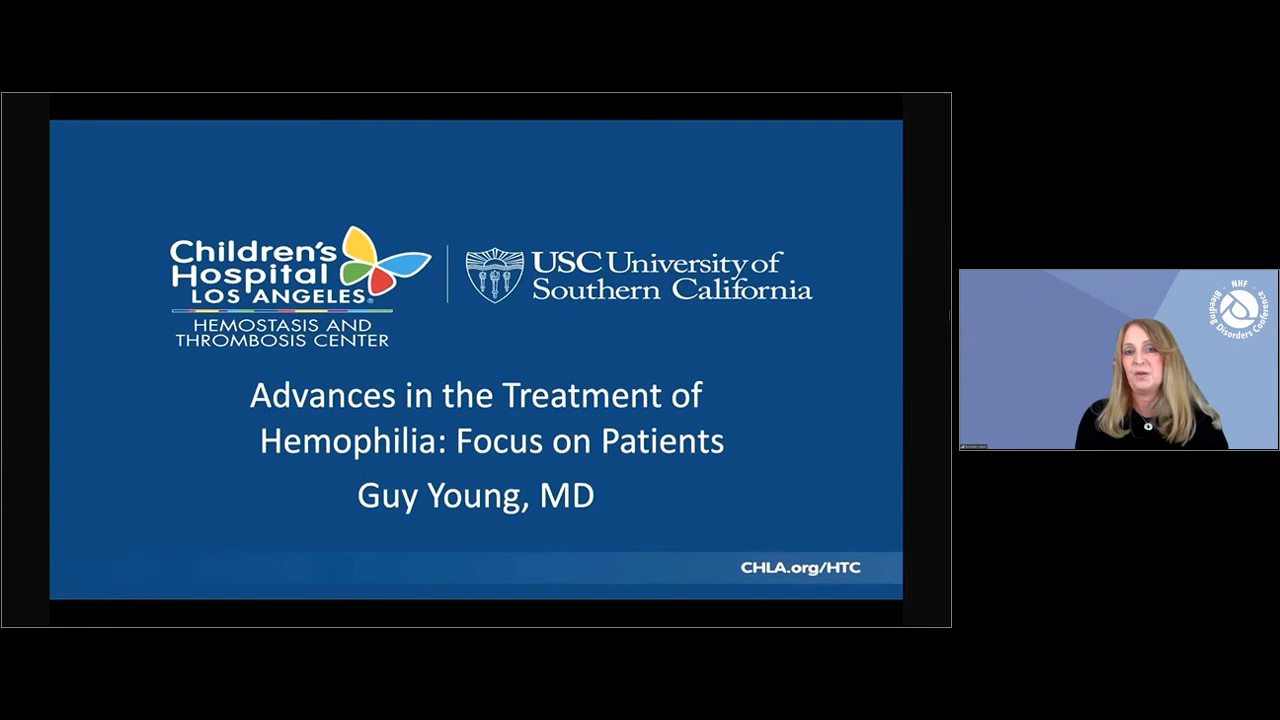 Children's
Hospital
LOS ANGELES®
HEMOSTASIS AND
THROMBOSIS CENTER
USC University of
Southern California
Advances in the Treatment of
Hemophilia: Focus on Patients
Guy Young, MD
CHLA.org/HTC
· NHF ·
Bleeding Disorders Conference